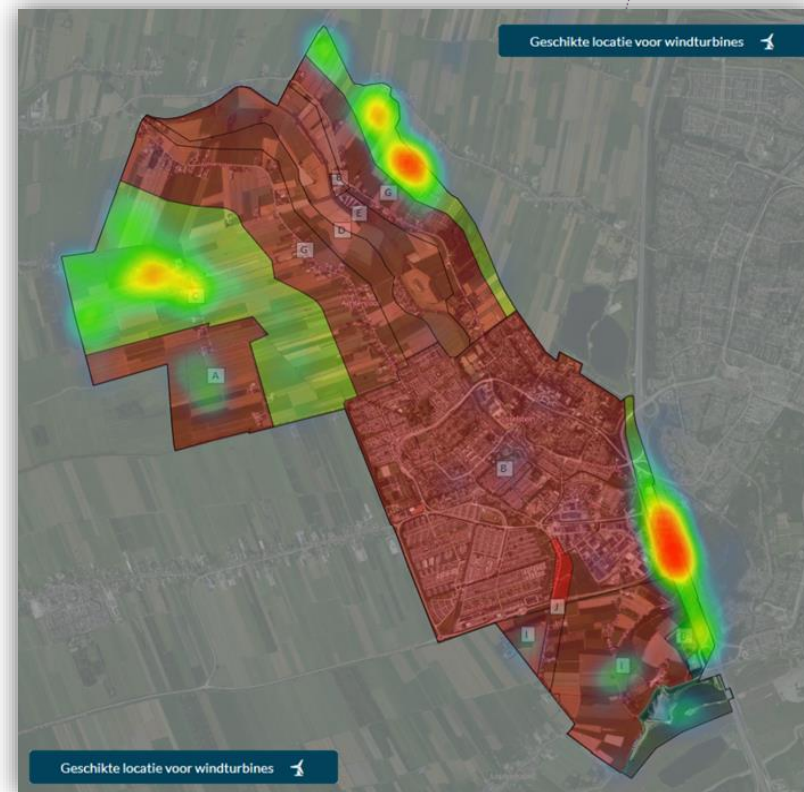 Geschikte locatie voor windturbines
B
G
E
D
G
C
A
B
J
I
I
Geschikte locatie voor windturbines